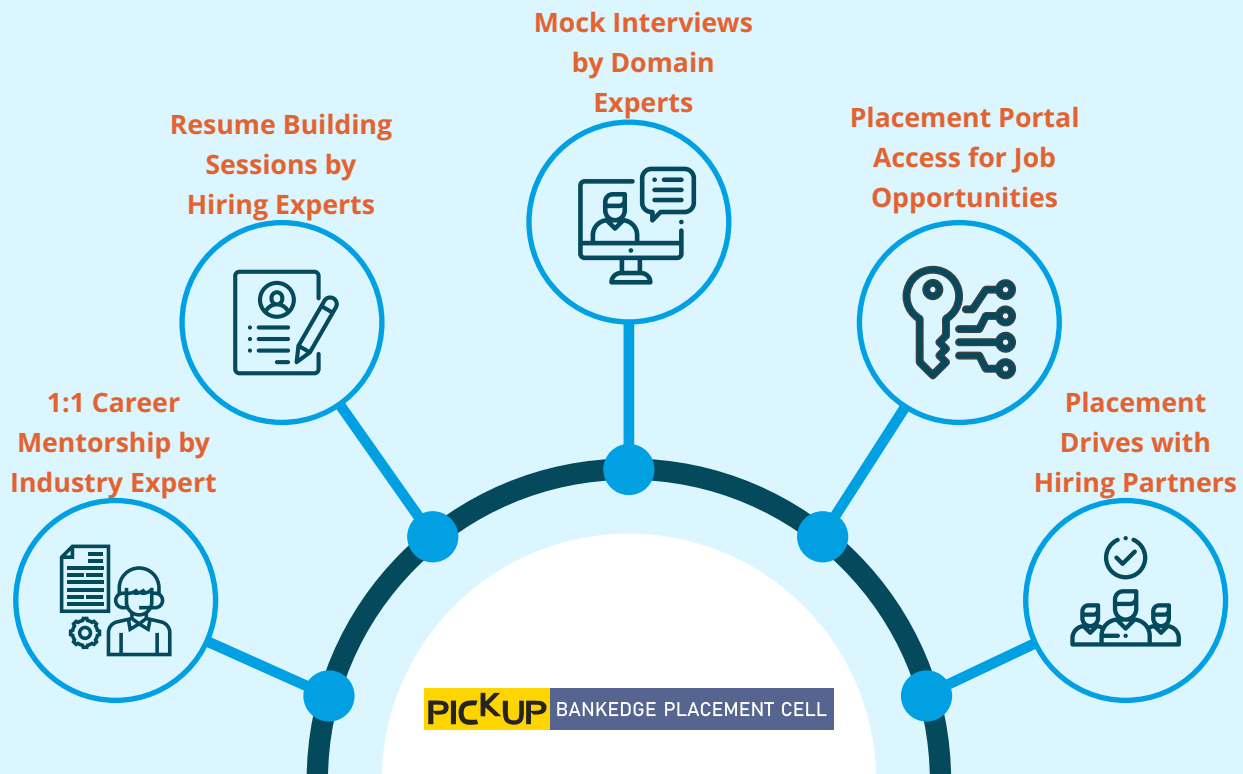 Mock Interviews
by Domain
Experts
Resume Building
Sessions by
Hiring Experts
Placement Portal
Access for Job
Opportunities
1:1 Career
Mentorship by
Industry Expert
Placement
Drives with
Hiring Partners
PICKUP BANKEDGE PLACEMENT CELL